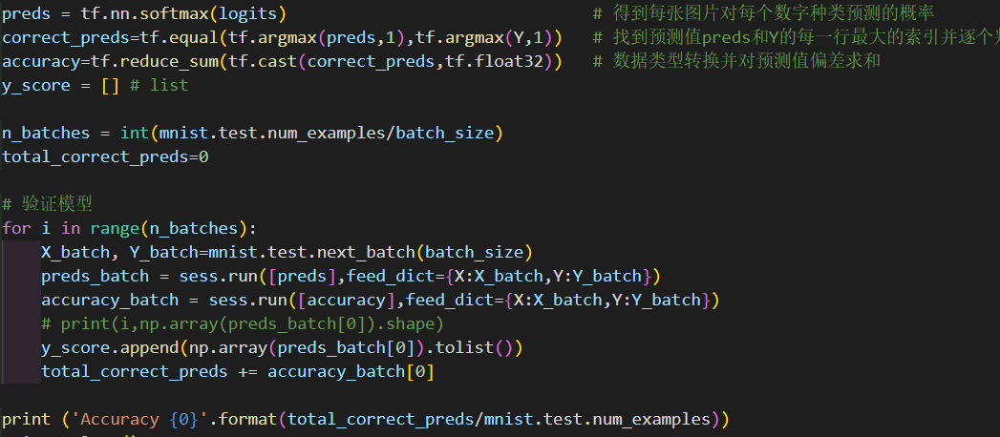 preds = tf.nn.softmax(logits) # 得到每张图片对每个数字种类预测的概率
correct_preds=tf.equal(tf.argmax(preds,1),tf.argmax(Y,1)) # 找到预测值preds和Y的每一行最大的索引并逐个
accuracy=tf.reduce_sum(tf.cast(correct_preds,tf.float32)) # 数据类型转换并对预测值偏差求和
y_score = [] # list
n_batches = int(mnist.test.num_examples/batch_size)
total_correct_preds=0
# 验证模型
for i in range(n_batches):
X_batch, Y_batch=mnist.test.next_batch(batch_size)
preds_batch = sess.run([preds],feed_dict={X:X_batch,Y:Y_batch})
accuracy_batch = sess.run([accuracy],feed_dict={X:X_batch,Y:Y_batch})
# print(i,np.array(preds_batch[0]).shape)
y_score.append(np.array(preds_batch[0]).tolist())
total_correct_preds += accuracy_batch[0]
print ('Accuracy {0}'.format(total_correct_preds/mnist.test.num_examples))